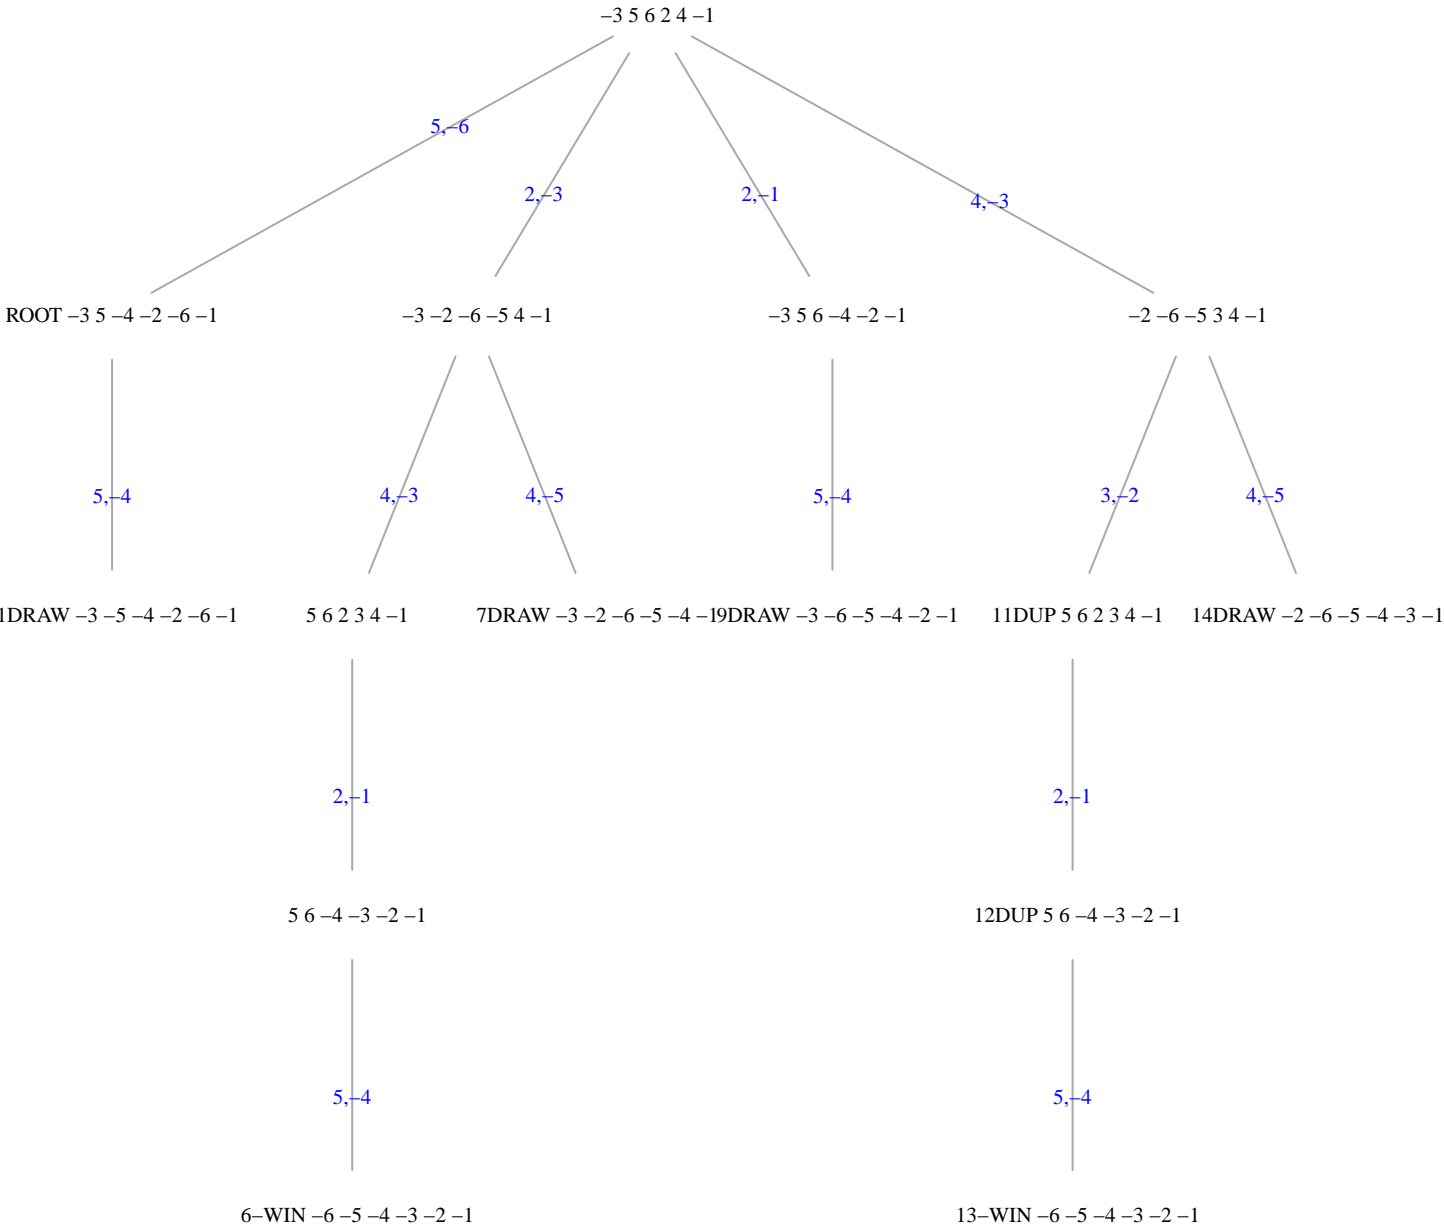 –3 5 6 2 4 –1
5,–6
2,–3
2,–1
4,–3
ROOT –3 5 –4 –2 –6 –1
–3 –2 –6 –5 4 –1
–3 5 6 –4 –2 –1
–2 –6 –5 3 4 –1
5,–4
4,–3
4,–5
5,–4
3,–2
4,–5
1DRAW –3 –5 –4 –2 –6 –1
5 6 2 3 4 –1
7DRAW –3 –2 –6 –5 –4 –1
9DRAW –3 –6 –5 –4 –2 –1
11DUP 5 6 2 3 4 –1
14DRAW –2 –6 –5 –4 –3 –1
2,–1
2,–1
5 6 –4 –3 –2 –1
12DUP 5 6 –4 –3 –2 –1
5,–4
5,–4
6–WIN –6 –5 –4 –3 –2 –1
13–WIN –6 –5 –4 –3 –2 –1